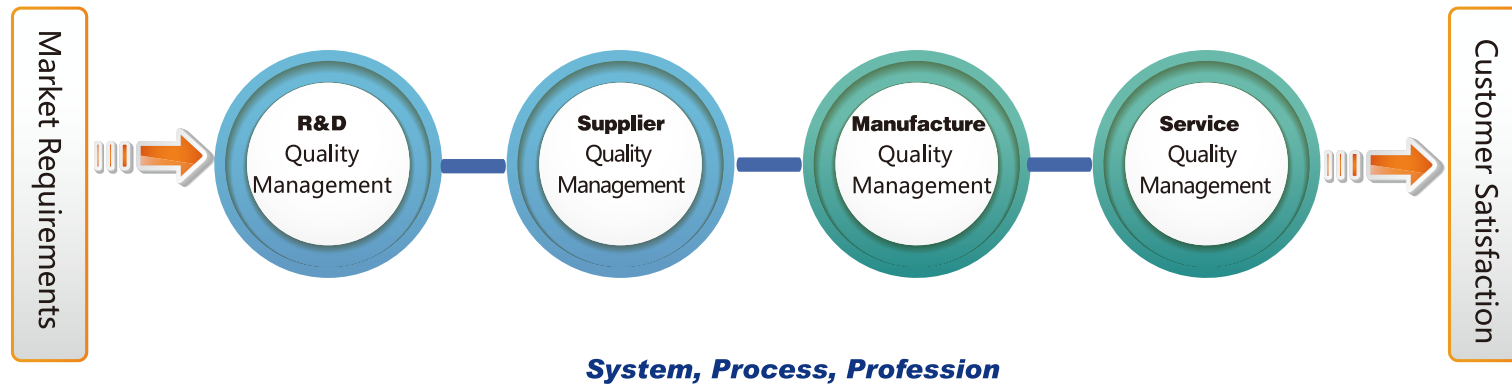 Market Requirements
R&D
Quality
Management
Supplier
Quality
Management
Manufacture
Quality
Management
Service
Quality
Management
Customer Satisfaction
System, Process, Profession